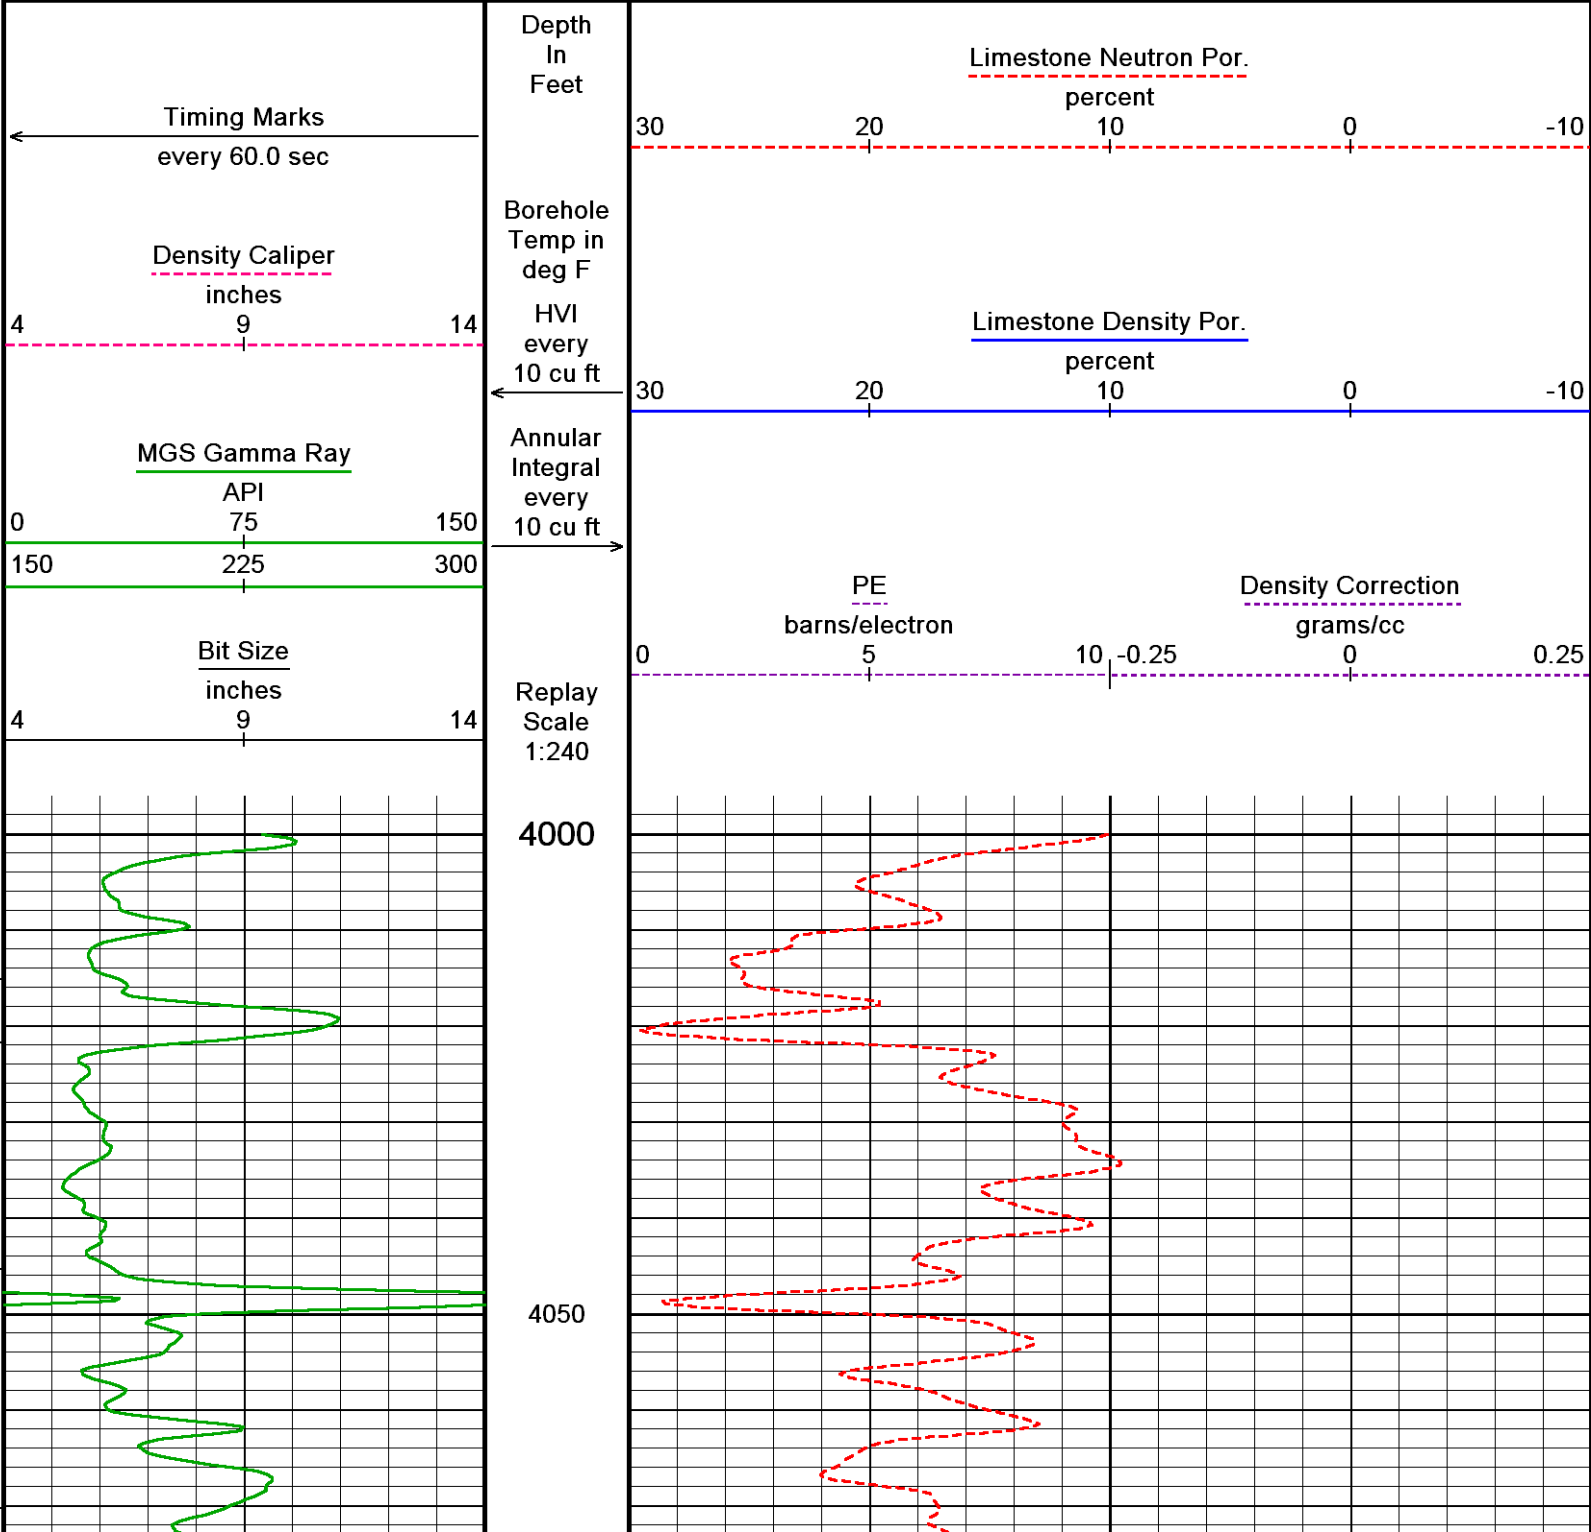 Timing Marks
every 60.0 sec
Density Caliper
inches
4 9 14
MGS Gamma Ray
API
0 75 150
150 225 300
Bit Size
inches
4 9 14
Depth
In
Feet
Borehole
Temp in
deg F
HVI
every
10 cu ft
Annular
Integral
every
10 cu ft
Replay
Scale
1:240
Limestone Neutron Por.
percent
30 20 10 0 -10
Limestone Density Por.
percent
30 20 10 0 -10
PE
barns/electron
0 5 10
Density Correction
grams/cc
-0.25 0 0.25
4000
4050